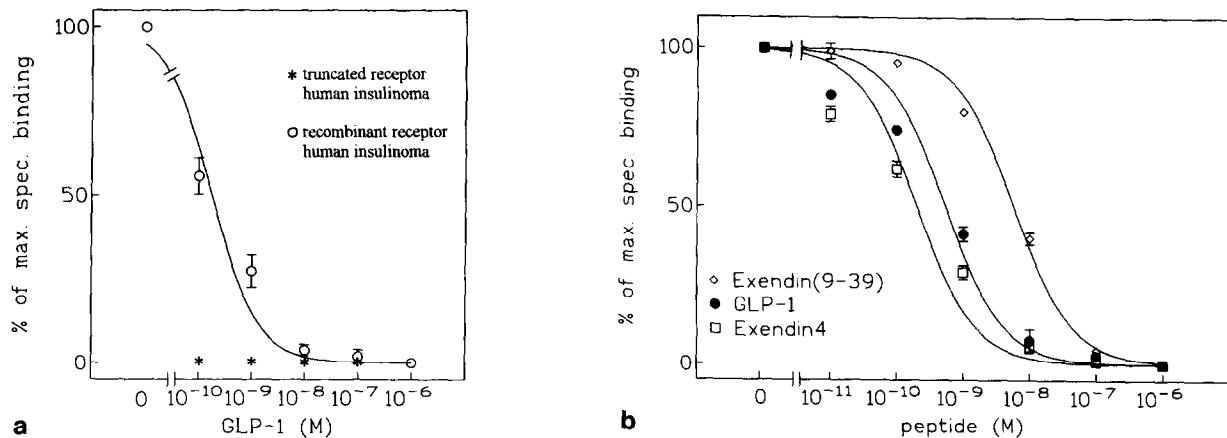 100
50
0
% of max. spec. binding
* truncated receptor
human insulinoma
○ recombinant receptor
human insulinoma
0 10⁻¹⁰ 10⁻⁹ 10⁻⁸ 10⁻⁷ 10⁻⁶
GLP-1 (M)
a
100
50
0
% of max. spec. binding
◇ Exendin(9-39)
● GLP-1
□ Exendin4
0 10⁻¹¹ 10⁻¹⁰ 10⁻⁹ 10⁻⁸ 10⁻⁷ 10⁻⁶
peptide (M)
b